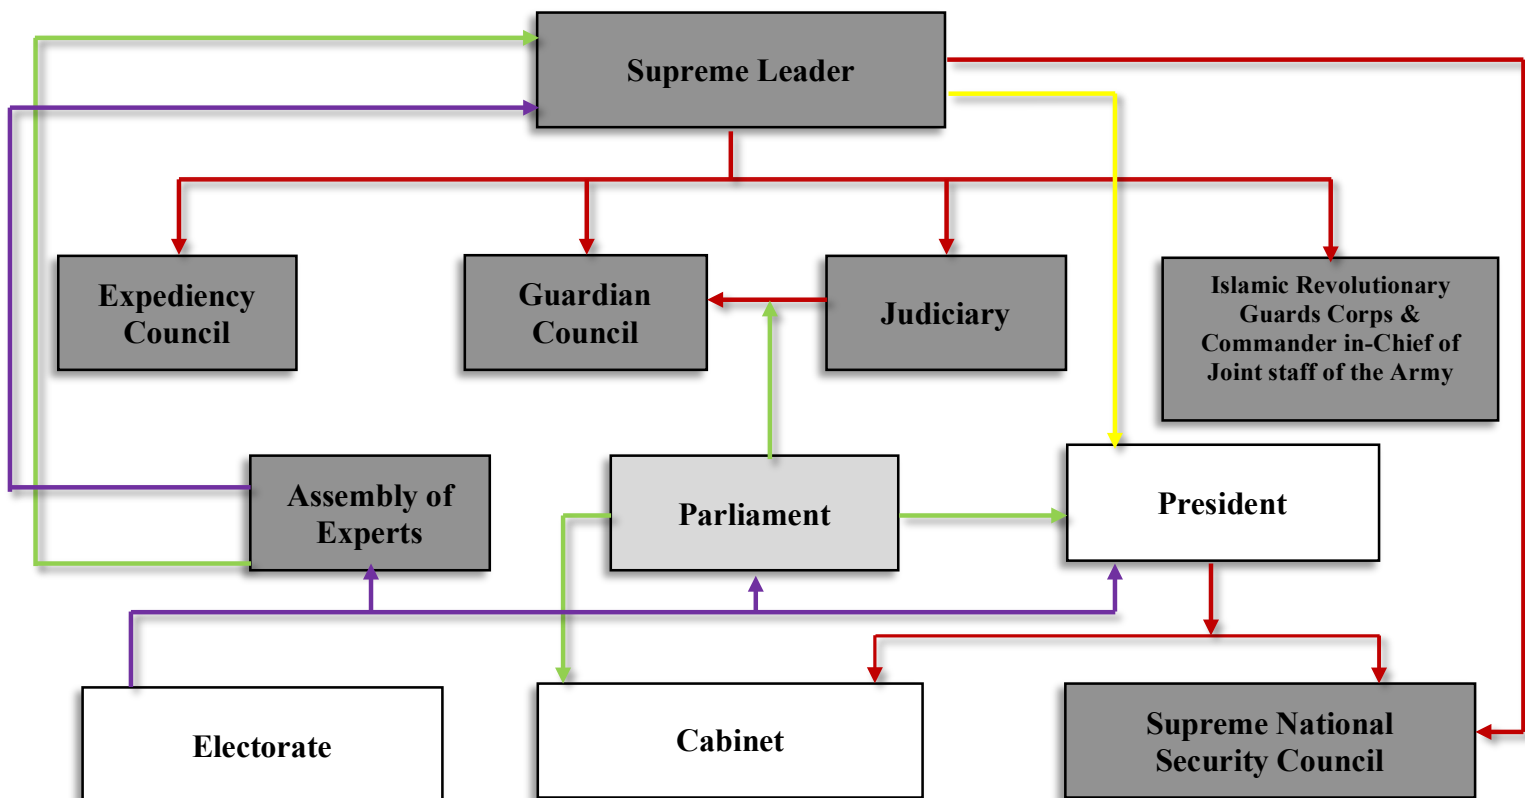 Supreme Leader
Expediency
Council
Guardian
Council
Judiciary
Islamic Revolutionary
Guards Corps &
Commander in-Chief of
Joint staff of the Army
Assembly of
Experts
Parliament
President
Electorate
Cabinet
Supreme National
Security Council